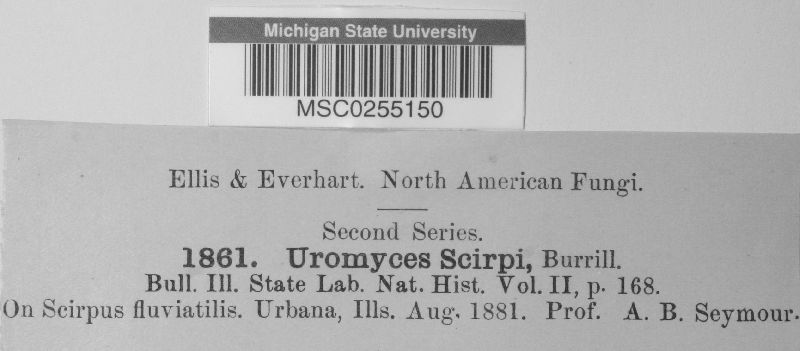 Michigan State University
MSC0255150
Ellis & Everhart. North American Fungi.
Second Series.
1861. Uromyces Scirpi, Burrill.
Bull. Ill. State Lab. Nat. Hist. Vol. II, p. 168.
On Scirpus fluviatilis. Urbana, Ills. Aug. 1881. Prof. A. B. Seymour.